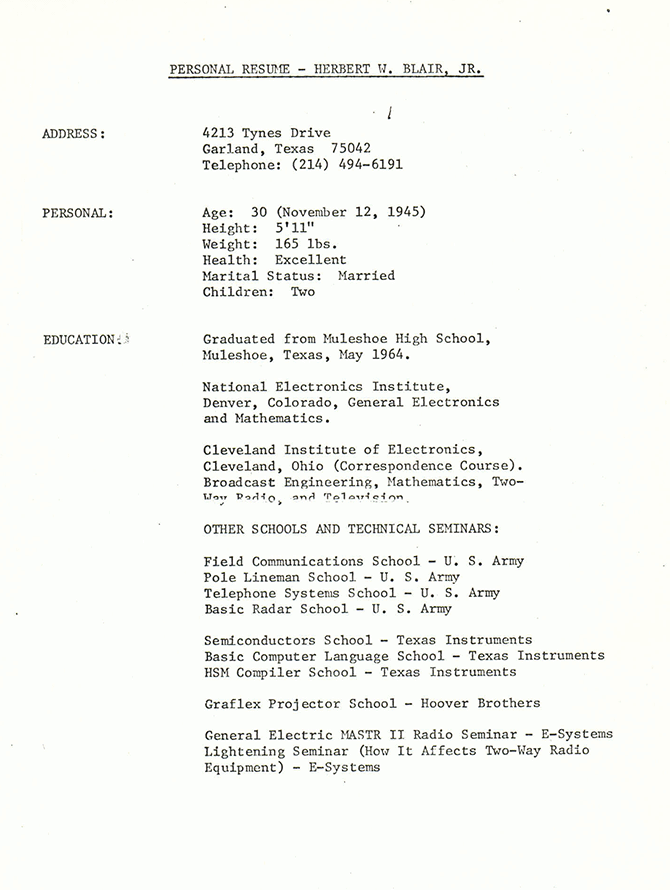 PERSONAL RESUME - HERBERT W. BLAIR, JR.
ADDRESS:
4213 Tynes Drive
Garland, Texas 75042
Telephone: (214) 494-6191
PERSONAL:
Age: 30 (November 12, 1945)
Height: 5'11"
Weight: 165 lbs.
Health: Excellent
Marital Status: Married
Children: Two
EDUCATION:
Graduated from Muleshoe High School,
Muleshoe, Texas, May 1964.
National Electronics Institute,
Denver, Colorado, General Electronics
and Mathematics.
Cleveland Institute of Electronics,
Cleveland, Ohio (Correspondence Course).
Broadcast Engineering, Mathematics, Two-
Way Radio, and Television.
OTHER SCHOOLS AND TECHNICAL SEMINARS:
Field Communications School - U. S. Army
Pole Lineman School - U. S. Army
Telephone Systems School - U. S. Army
Basic Radar School - U. S. Army
Semiconductors School - Texas Instruments
Basic Computer Language School - Texas Instruments
HSM Compiler School - Texas Instruments
Graflex Projector School - Hoover Brothers
General Electric MASTR II Radio Seminar - E-Systems
Lightening Seminar (How It Affects Two-Way Radio
Equipment) - E-Systems